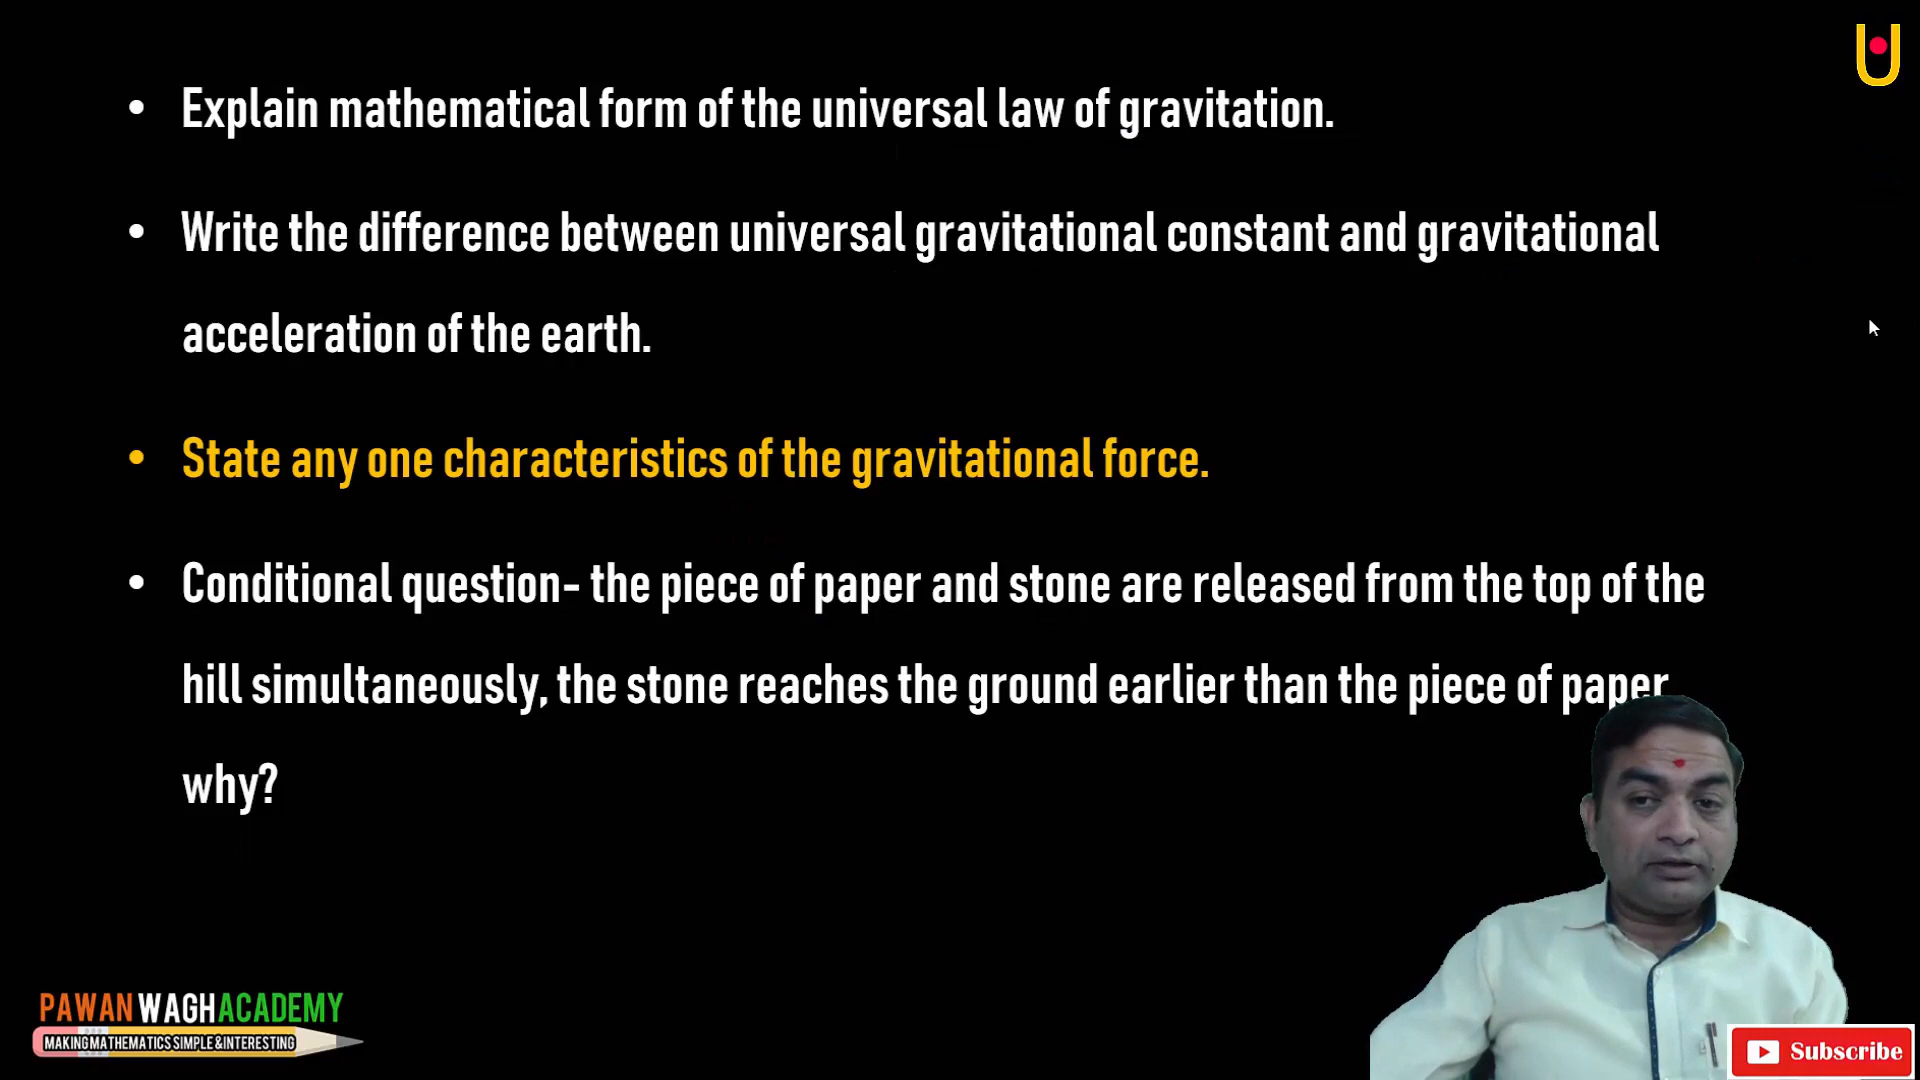 • Explain mathematical form of the universal law of gravitation.
• Write the difference between universal gravitational constant and gravitational
acceleration of the earth.
• State any one characteristics of the gravitational force.
• Conditional question- the piece of paper and stone are released from the top of the
hill simultaneously, the stone reaches the ground earlier than the piece of paper
why?
PAWAN WAGH ACADEMY
MAKING MATHEMATICS SIMPLE & INTERESTING
Subscribe